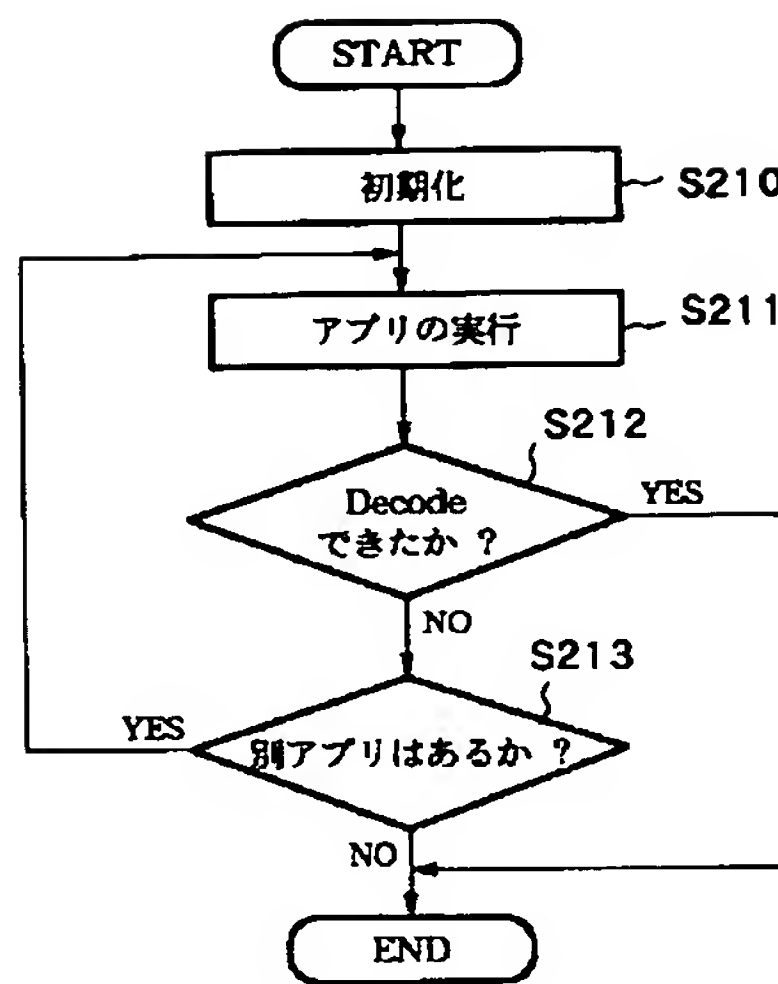 START
初期化
S210
アプリの実行
S211
S212
Decode
できたか ?
YES
NO
S213
YES
別アプリはあるか ?
NO
END